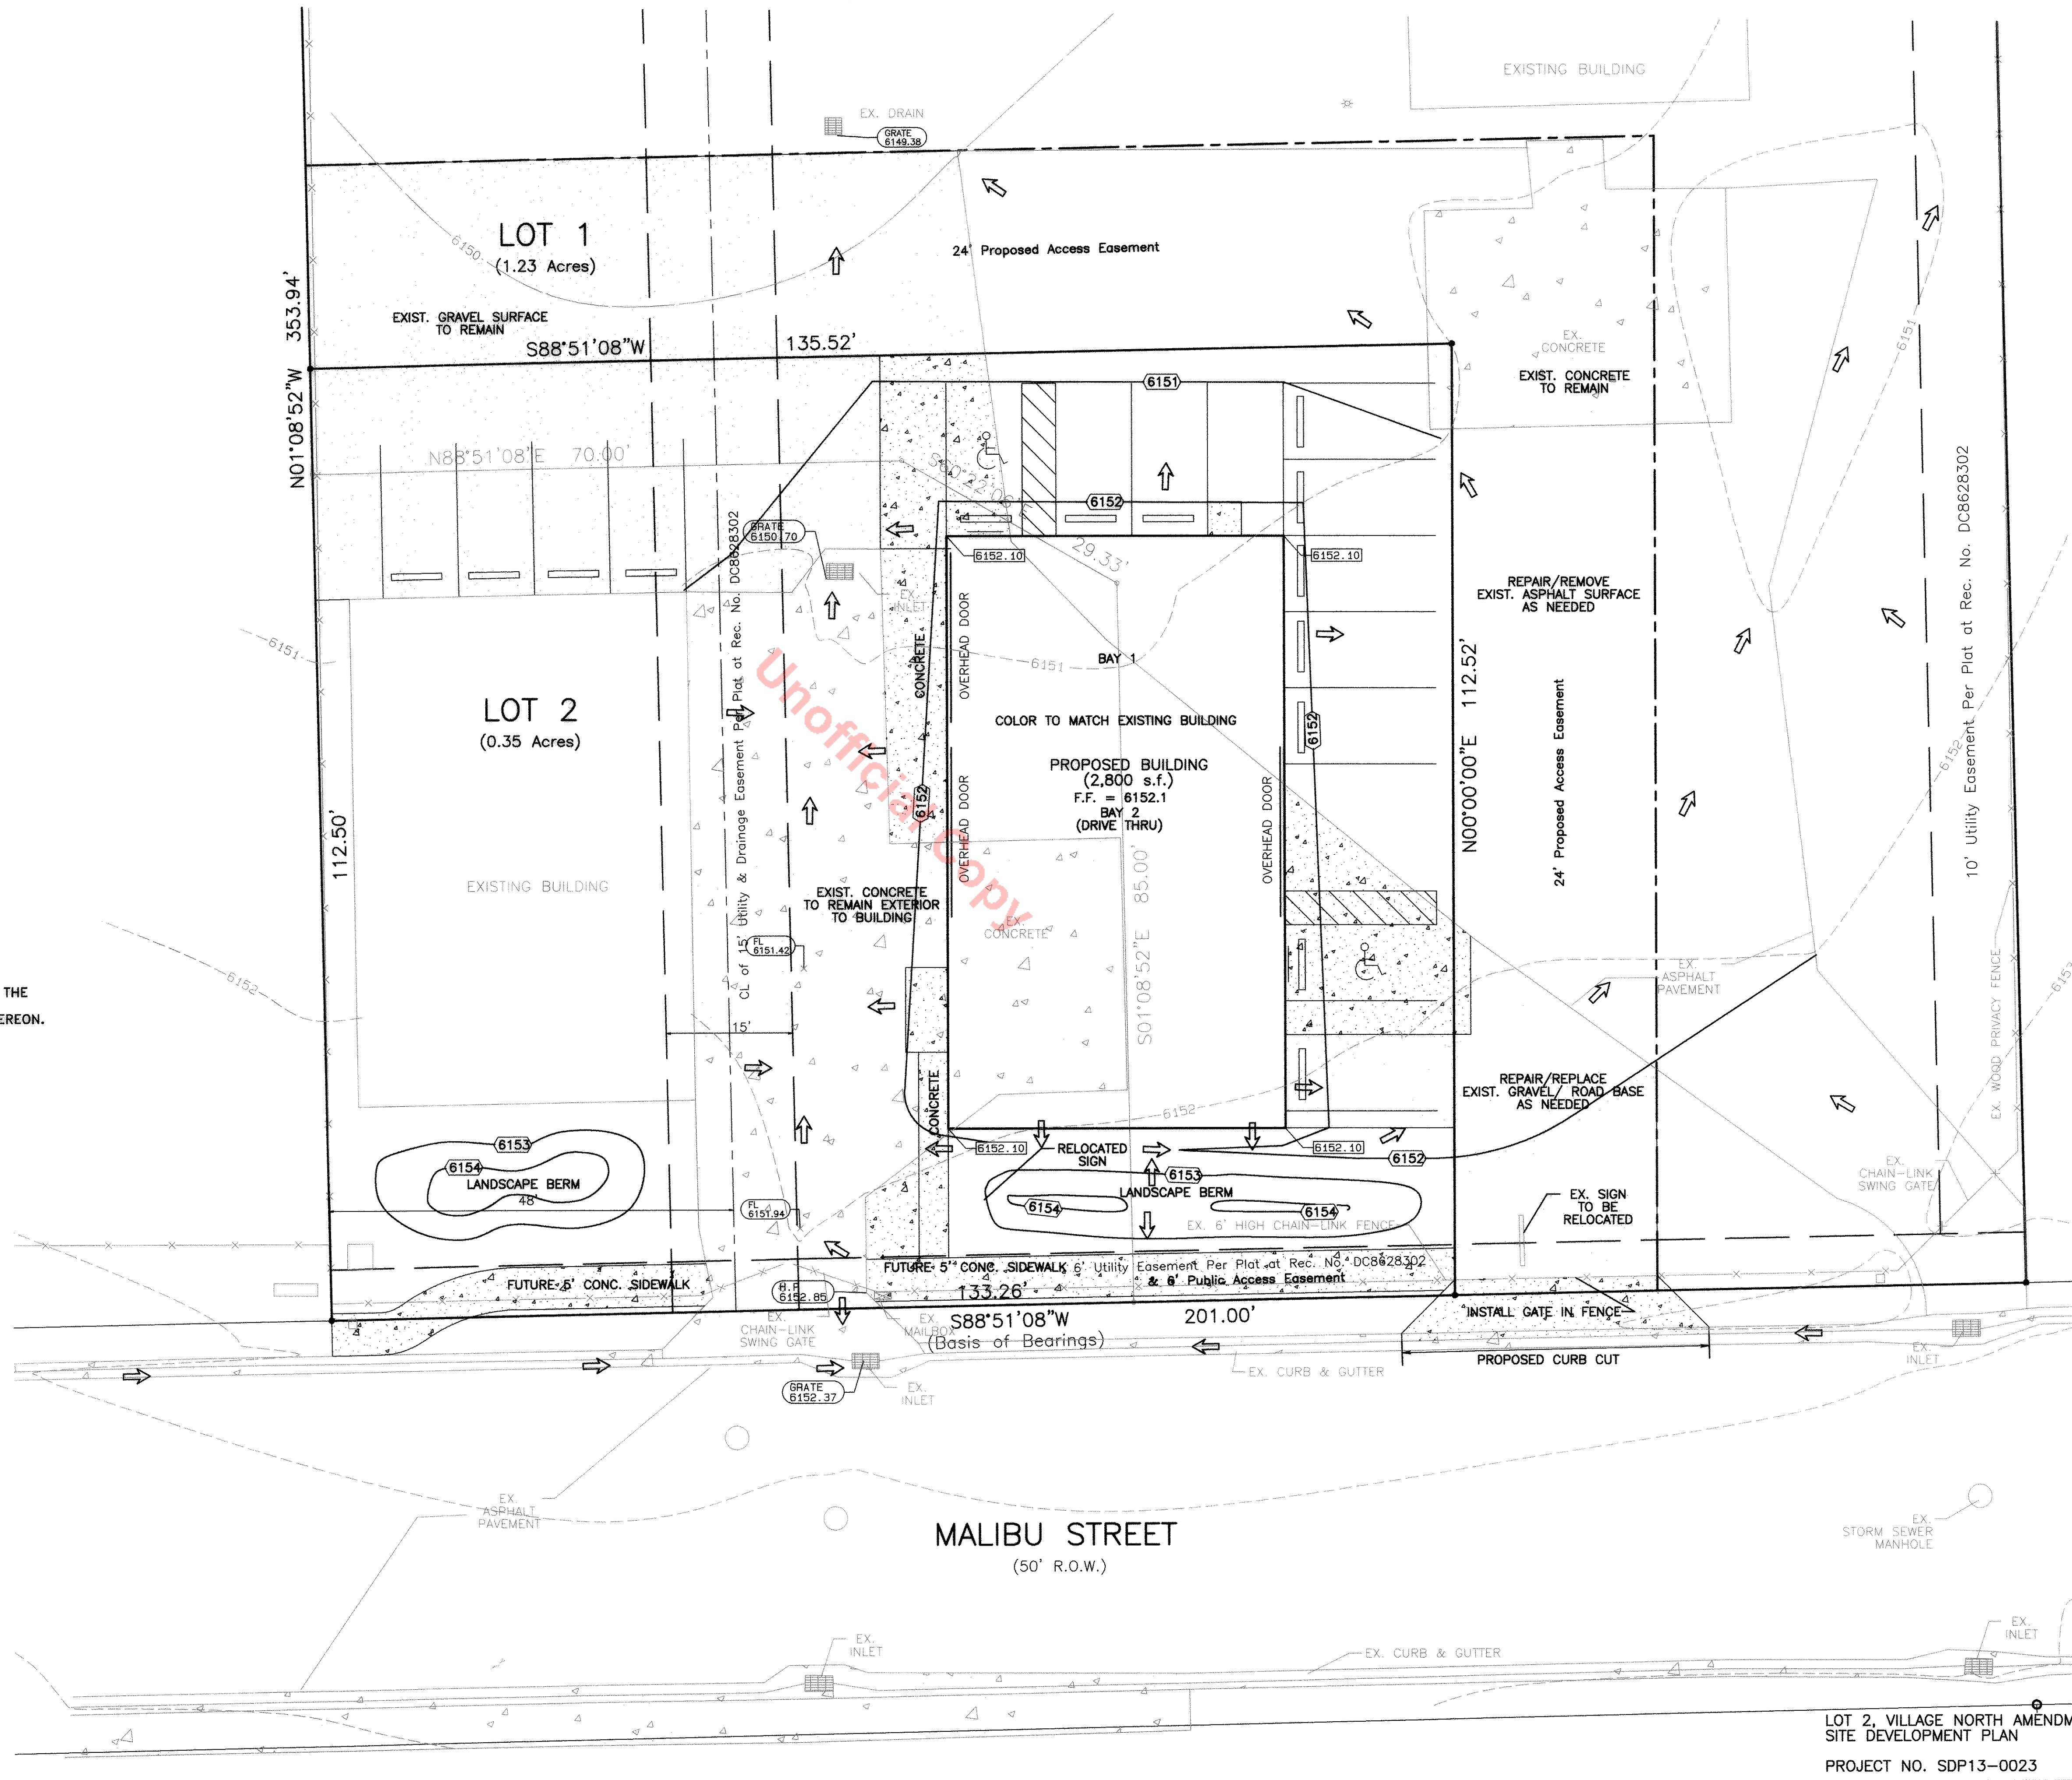 EXISTING BUILDING
EX. DRAIN
GRATE
6149.38
LOT 1
(1.23 Acres)
6150
24' Proposed Access Easement
EXIST. GRAVEL SURFACE
TO REMAIN
S88°51'08"W
135.52'
N01°08'52"W 353.94'
EX.
CONCRETE
EXIST. CONCRETE
TO REMAIN
6151
6151
N88°51'08"E 70.00'
S60°22'08"E
29.33'
6152
GRATE
6150.70
6152.10
6152.10
EX.
INLET
CL of 15' Utility & Drainage Easement Per Plat at Rec. No. DC8628302
10' Utility Easement Per Plat at Rec. No. DC8628302
REPAIR/REMOVE
EXIST. ASPHALT SURFACE
AS NEEDED
CONCRETE
OVERHEAD DOOR
6151
6151
BAY 1
LOT 2
(0.35 Acres)
COLOR TO MATCH EXISTING BUILDING
PROPOSED BUILDING
(2,800 s.f.)
F.F. = 6152.1
BAY 2
(DRIVE THRU)
OVERHEAD DOOR
OVERHEAD DOOR
6152
6152
6152
N00°00'00"E 112.52'
24' Proposed Access Easement
112.50'
EXISTING BUILDING
EXIST. CONCRETE
TO REMAIN EXTERIOR
TO BUILDING
Unofficial Copy
EX.
CONCRETE
S01°08'52"E 85.00'
FL
6151.42
EX.
ASPHALT
PAVEMENT
6152
6153
THE
EREON.
15'
EX. WOOD PRIVACY FENCE
CONCRETE
6152
REPAIR/REPLACE
EXIST. GRAVEL/ ROAD BASE
AS NEEDED
6153
6154
LANDSCAPE BERM
48'
6152.10
RELOCATED
SIGN
6152.10
6152
6153
LANDSCAPE BERM
6154
6154
EX. 6' HIGH CHAIN-LINK FENCE
EX.
CHAIN-LINK
SWING GATE
EX. SIGN
TO BE
RELOCATED
FL
6151.94
FUTURE 5' CONC. SIDEWALK
FUTURE 5' CONC. SIDEWALK
6' Utility Easement Per Plat at Rec. No. DC8628302
& 6' Public Access Easement
H.P.
6152.85
133.26'
S88°51'08"W
201.00'
(Basis of Bearings)
EX.
CHAIN-LINK
SWING GATE
EX.
MAILBOX
INSTALL GATE IN FENCE
PROPOSED CURB CUT
EX. CURB & GUTTER
EX.
INLET
EX.
INLET
GRATE
6152.37
EX.
ASPHALT
PAVEMENT
MALIBU STREET
(50' R.O.W.)
EX.
STORM SEWER
MANHOLE
EX.
INLET
EX. CURB & GUTTER
EX.
INLET
LOT 2, VILLAGE NORTH AMENDM
SITE DEVELOPMENT PLAN
PROJECT NO. SDP13-0023